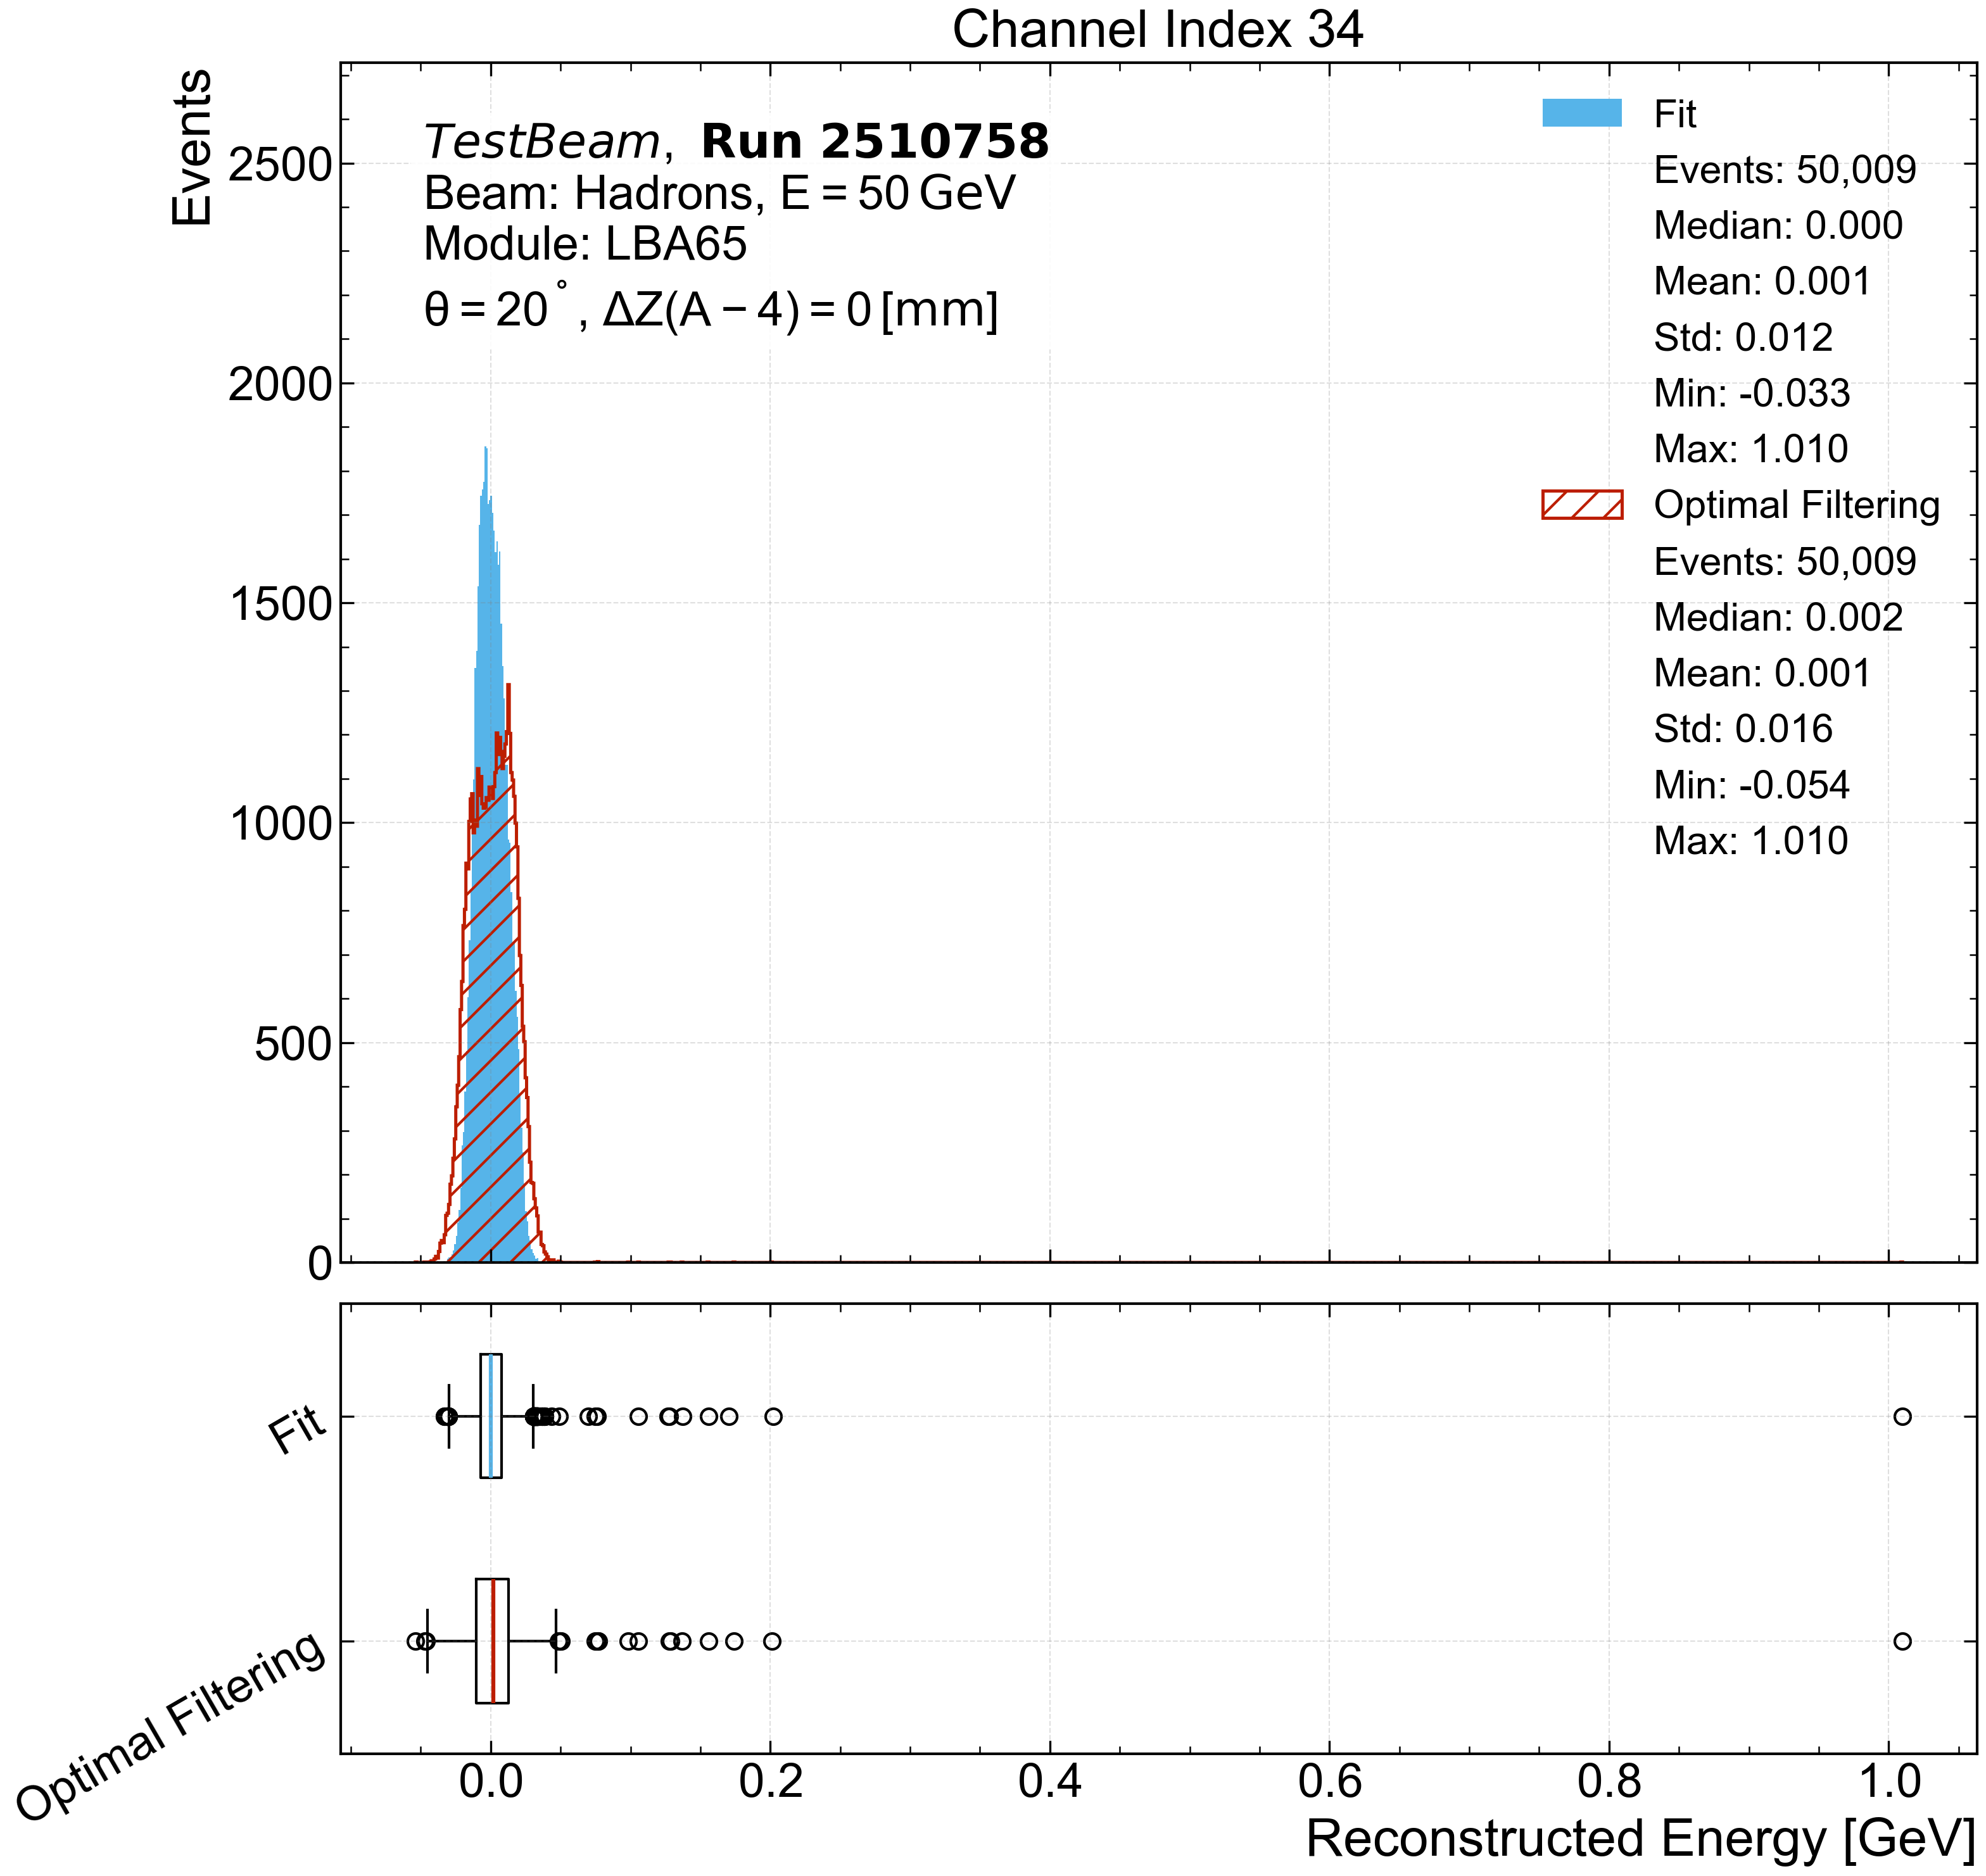 Channel Index 34
Events
2500
2000
1500
1000
500
0
TestBeam, Run 2510758
Beam: Hadrons, E = 50 GeV
Module: LBA65
θ = 20°, ΔZ(A − 4) = 0 [mm]
Fit
Events: 50,009
Median: 0.000
Mean: 0.001
Std: 0.012
Min: -0.033
Max: 1.010
Optimal Filtering
Events: 50,009
Median: 0.002
Mean: 0.001
Std: 0.016
Min: -0.054
Max: 1.010
Fit
Optimal Filtering
0.0 0.2 0.4 0.6 0.8 1.0
Reconstructed Energy [GeV]